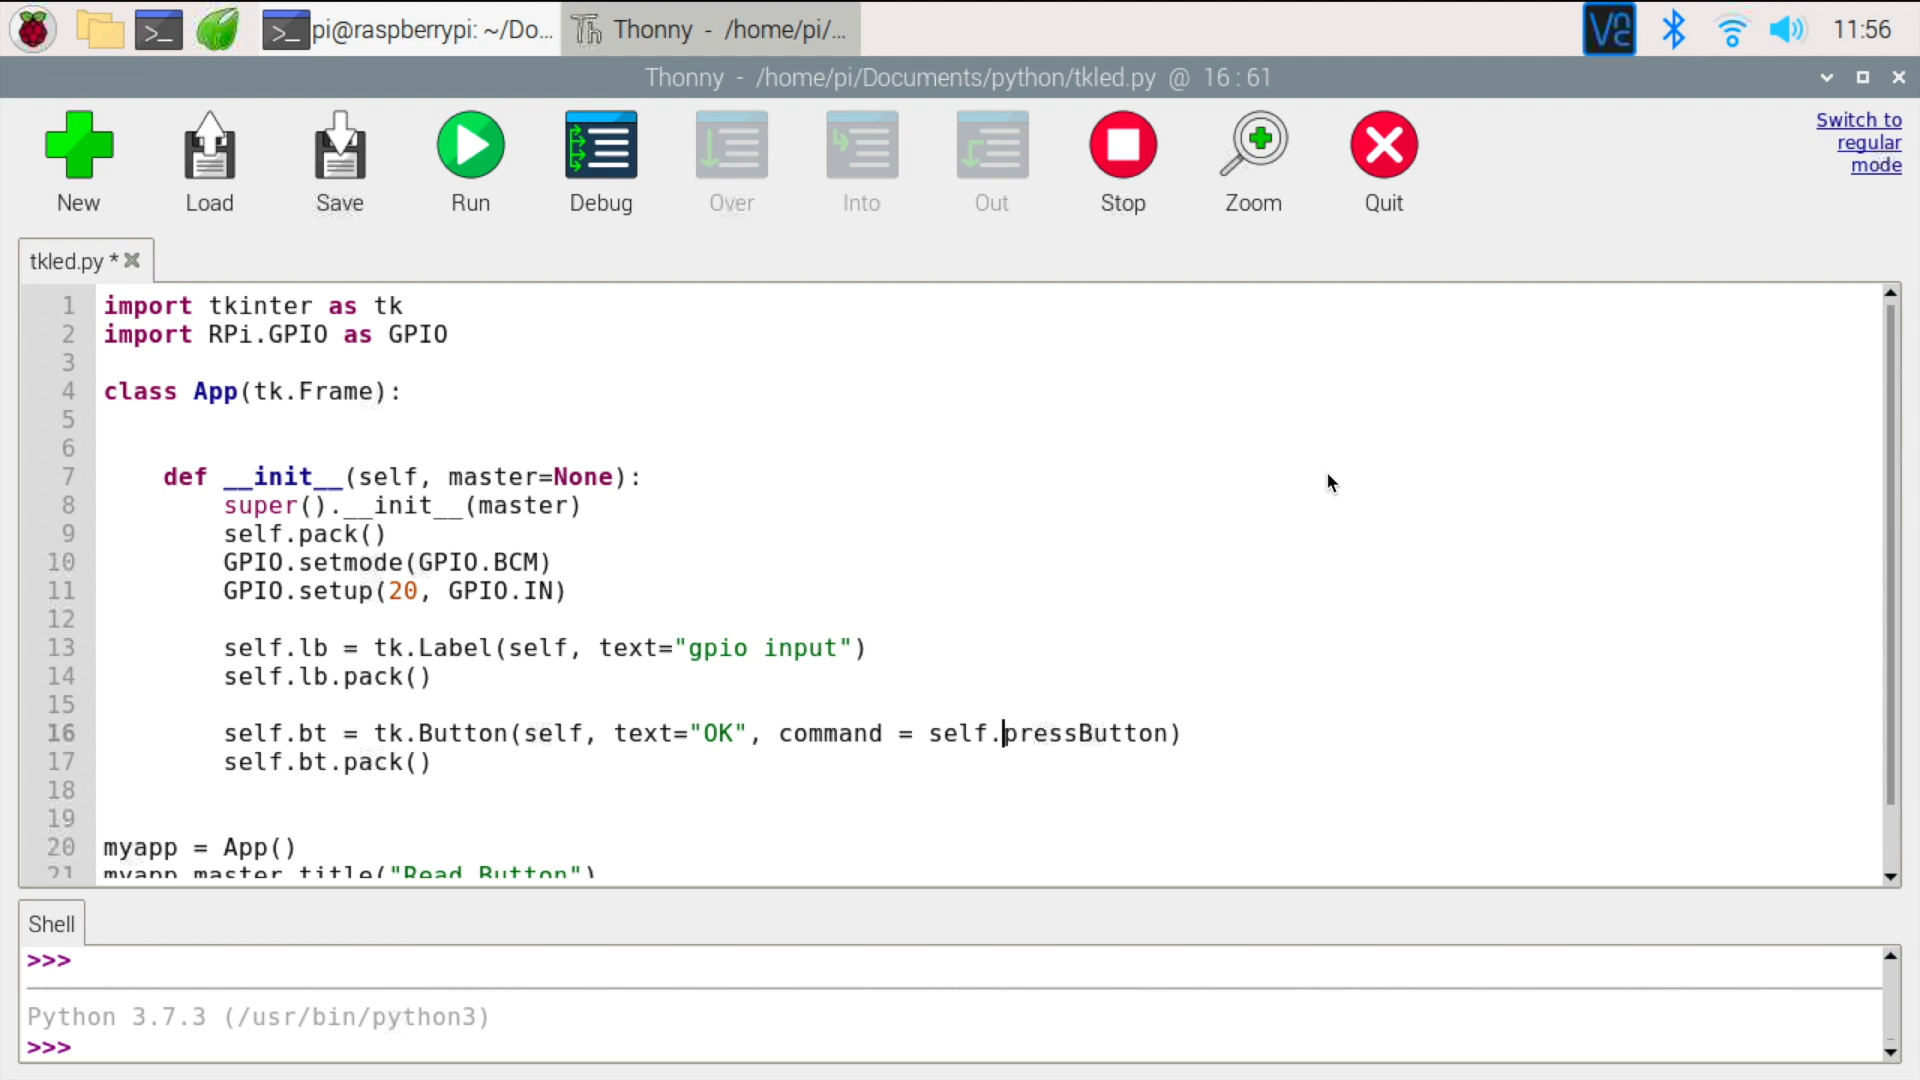 pi@raspberrypi: ~/Do...
Thonny - /home/pi/...
11:56
Thonny - /home/pi/Documents/python/tkled.py @ 16:61
New
Load
Save
Run
Debug
Over
Into
Out
Stop
Zoom
Quit
Switch to
regular
mode
tkled.py *
1 import tkinter as tk
2 import RPi.GPIO as GPIO
3
4 class App(tk.Frame):
5
6
7     def __init__(self, master=None):
8         super().__init__(master)
9         self.pack()
10         GPIO.setmode(GPIO.BCM)
11         GPIO.setup(20, GPIO.IN)
12
13         self.lb = tk.Label(self, text="gpio input")
14         self.lb.pack()
15
16         self.bt = tk.Button(self, text="OK", command = self.pressButton)
17         self.bt.pack()
18
19
20 myapp = App()
21 myapp.master.title("Read Button")
Shell
>>>
Python 3.7.3 (/usr/bin/python3)
>>>